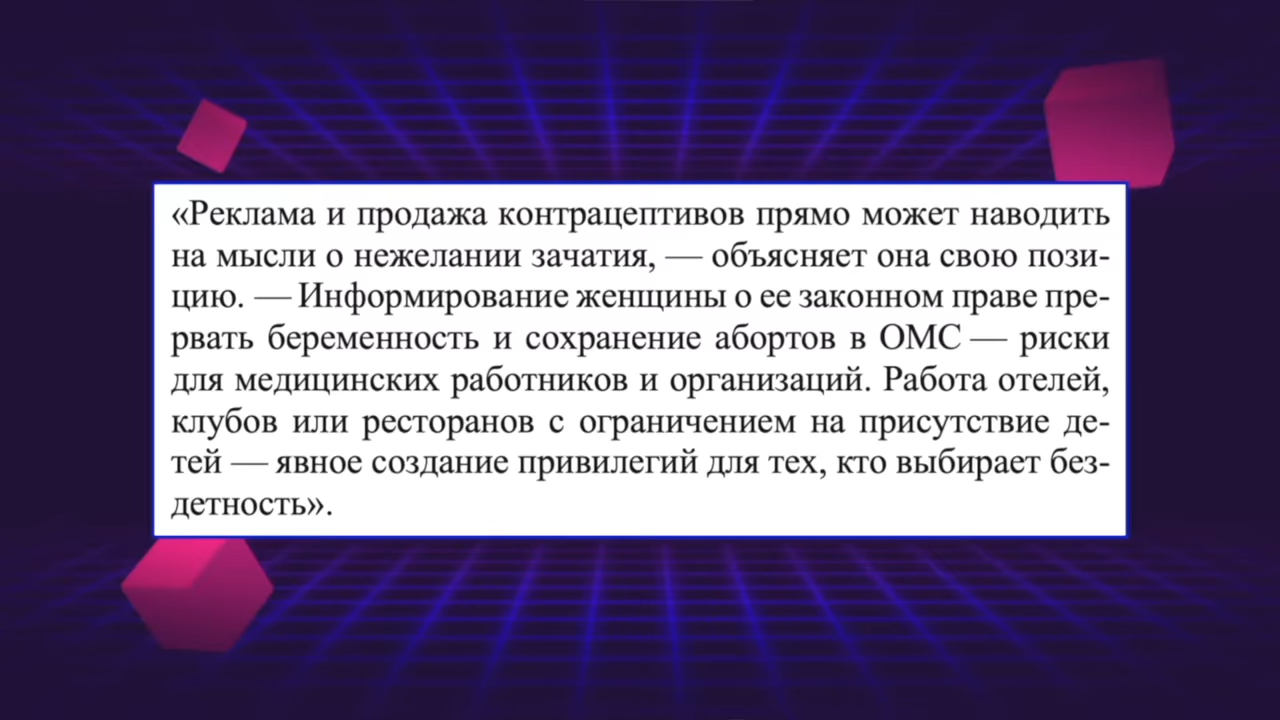 «Реклама и продажа контрацептивов прямо может наводить
на мысли о нежелании зачатия, — объясняет она свою пози-
цию. — Информирование женщины о ее законном праве пре-
рвать беременность и сохранение абортов в ОМС — риски
для медицинских работников и организаций. Работа отелей,
клубов или ресторанов с ограничением на присутствие де-
тей — явное создание привилегий для тех, кто выбирает без-
детность».